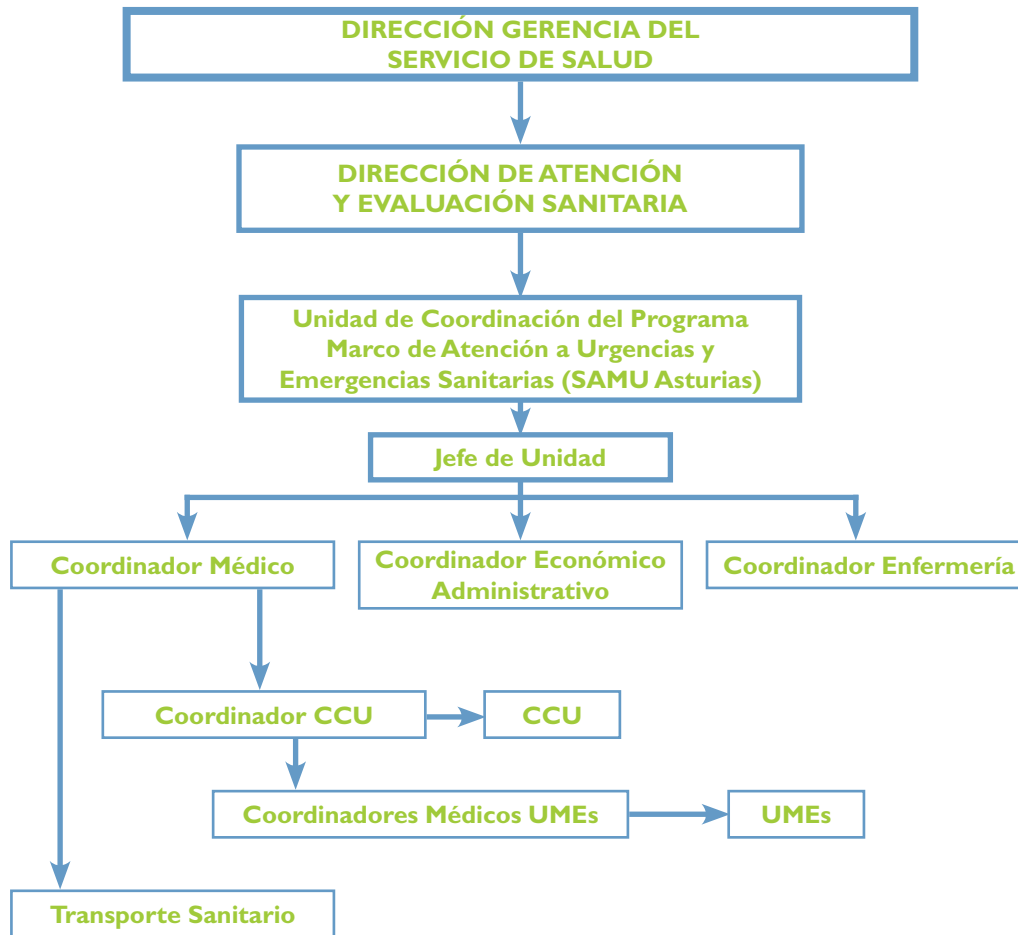 DIRECCIÓN GERENCIA DEL
SERVICIO DE SALUD
DIRECCIÓN DE ATENCIÓN
Y EVALUACIÓN SANITARIA
Unidad de Coordinación del Programa
Marco de Atención a Urgencias y
Emergencias Sanitarias (SAMU Asturias)
Jefe de Unidad
Coordinador Médico
Coordinador Económico
Administrativo
Coordinador Enfermería
Coordinador CCU
CCU
Coordinadores Médicos UMEs
UMEs
Transporte Sanitario